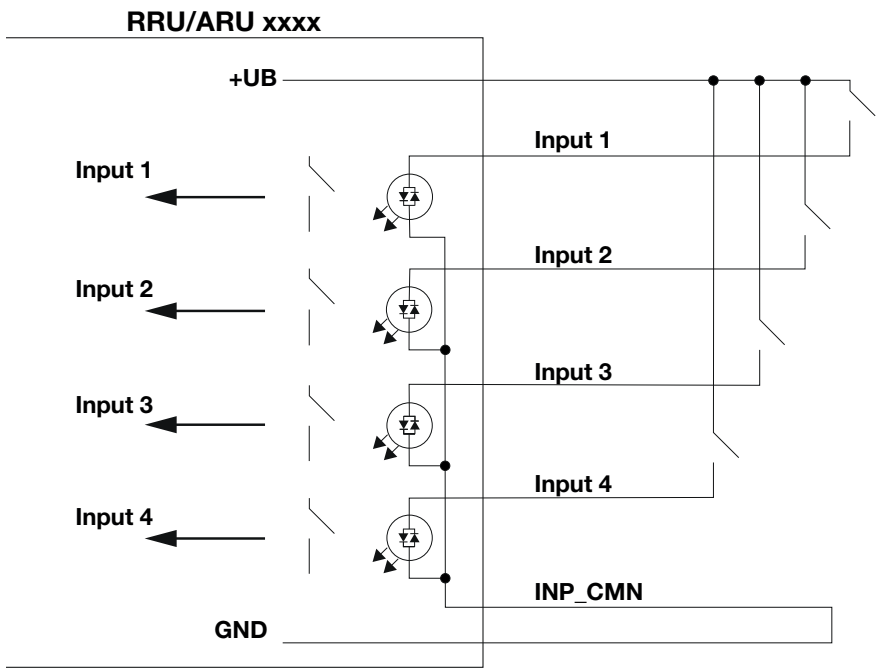 RRU/ARU xxxx
+UB
Input 1
Input 1
Input 2
Input 2
Input 3
Input 3
Input 4
Input 4
INP_CMN
GND